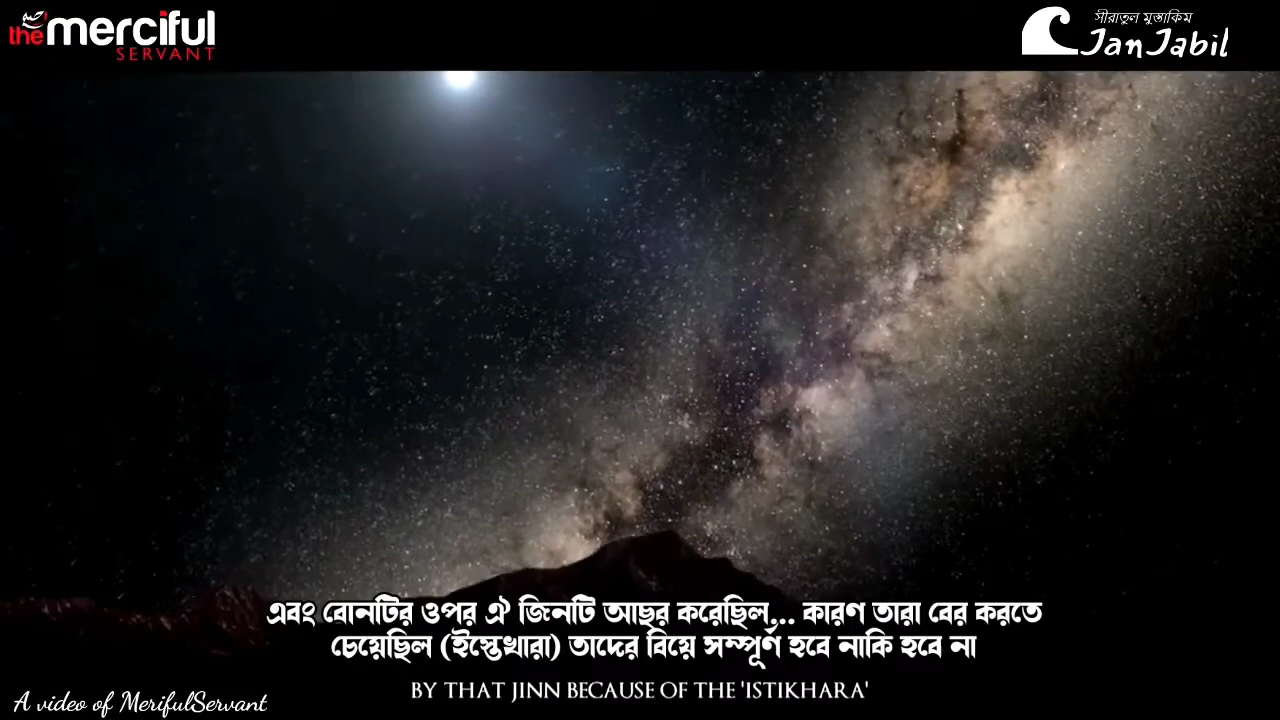 the merciful
SERVANT
সীরাতুল মুস্তাকিম
JanJabil
এবং বোনটির ওপর ঐ জিনটি আছর করেছিল... কারণ তারা বের করতে
চেয়েছিল (ইস্তেখারা) তাদের বিয়ে সম্পূর্ণ হবে নাকি হবে না
BY THAT JINN BECAUSE OF THE 'ISTIKHARA'
A video of MerifulServant